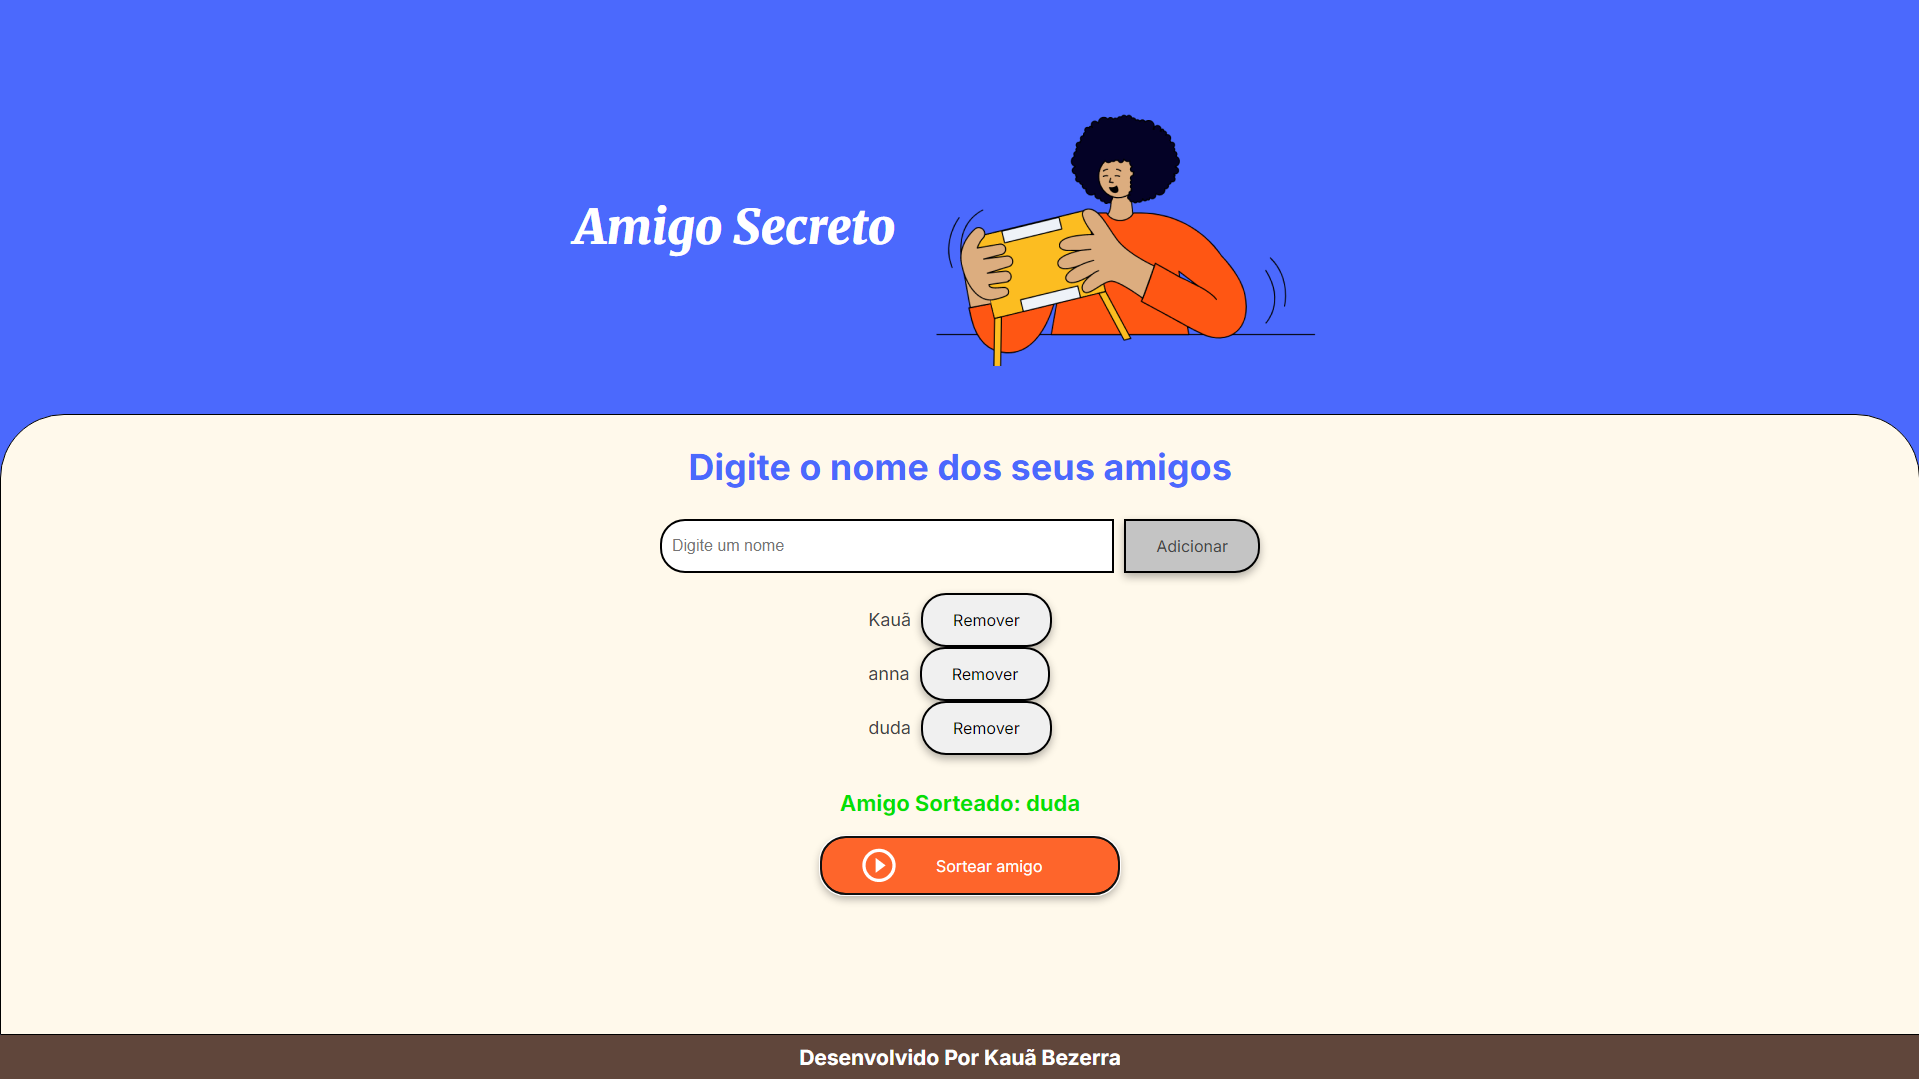 Amigo Secreto
Digite o nome dos seus amigos
Digite um nome
Adicionar
Kauã Remover
anna Remover
duda Remover
Amigo Sorteado: duda
Sortear amigo
Desenvolvido Por Kauã Bezerra